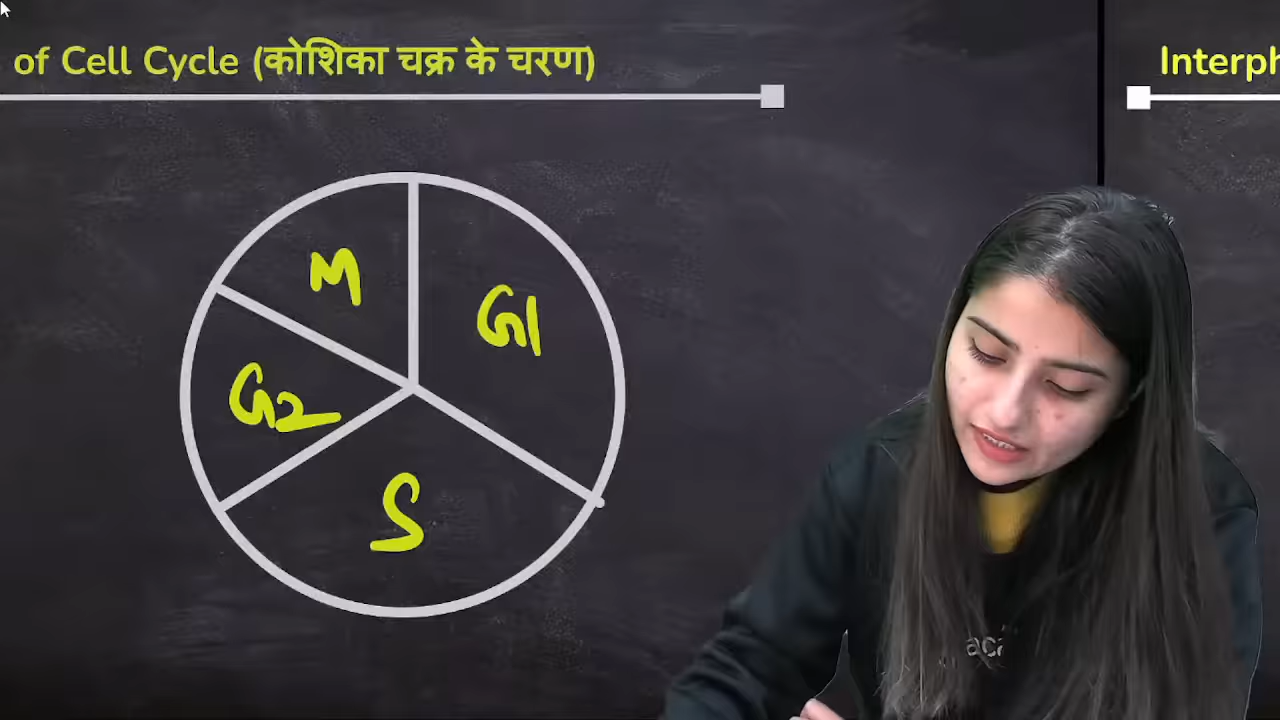 of Cell Cycle (कोशिका चक्र के चरण)
Interph
M
G1
G2
S